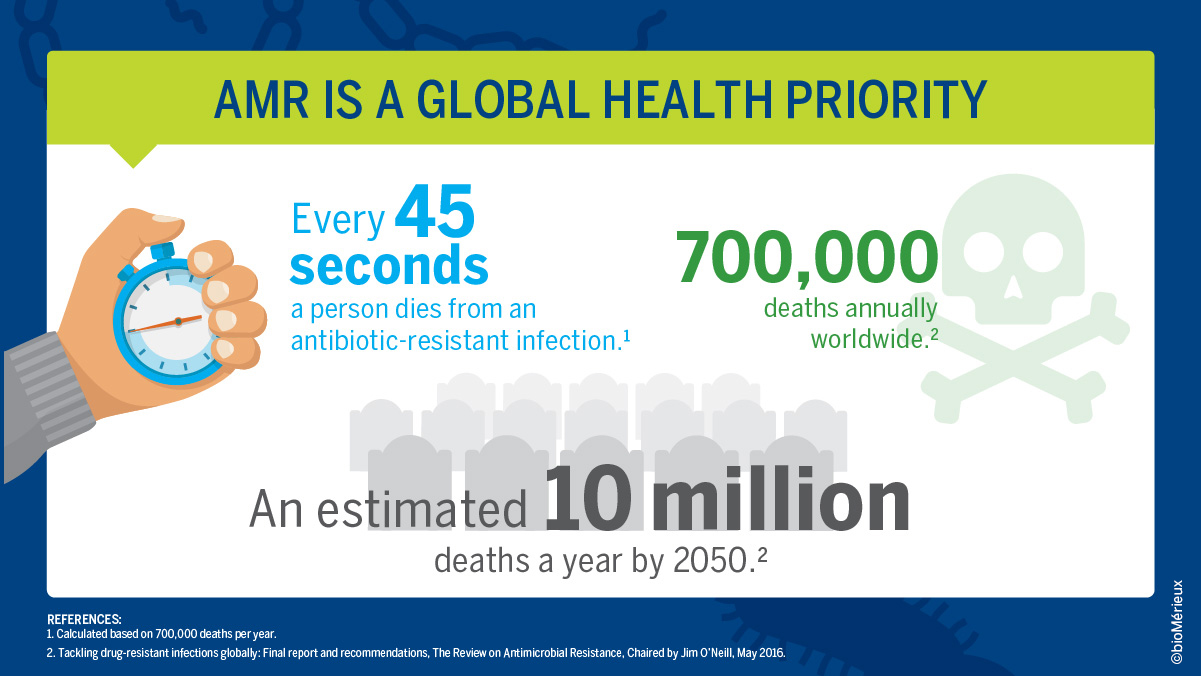 AMR IS A GLOBAL HEALTH PRIORITY
Every 45
seconds
a person dies from an
antibiotic-resistant infection.¹
700,000
deaths annually
worldwide.²
An estimated 10 million
deaths a year by 2050.²
REFERENCES:
1. Calculated based on 700,000 deaths per year.
2. Tackling drug-resistant infections globally: Final report and recommendations, The Review on Antimicrobial Resistance, Chaired by Jim O’Neill, May 2016.
©bioMérieux